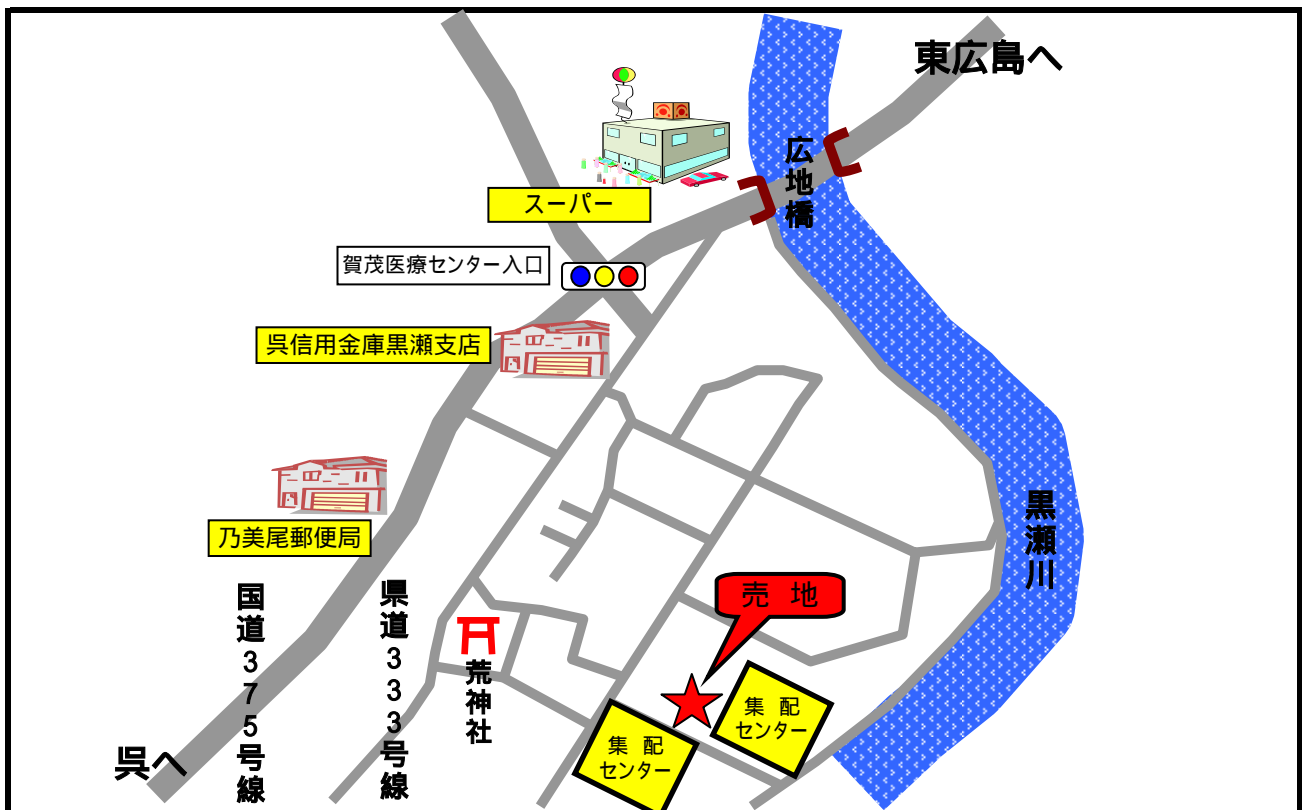 東広島へ
広地橋
スーパー
賀茂医療センター入口
呉信用金庫黒瀬支店
乃美尾郵便局
黒瀬川
売 地
国道375号線
県道333号線
荒神社
集 配
センター
集 配
センター
呉へ